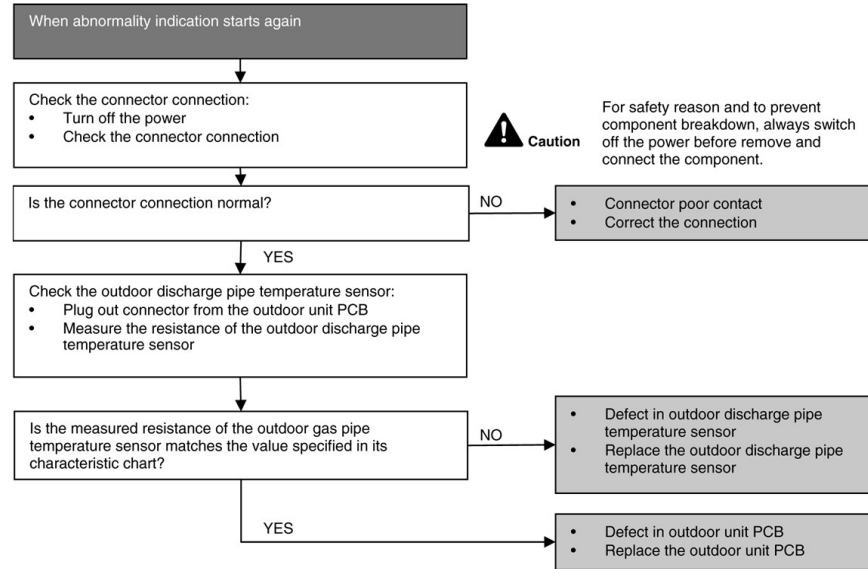 When abnormality indication starts again
Check the connector connection:
• Turn off the power
• Check the connector connection
Caution
For safety reason and to prevent
component breakdown, always switch
off the power before remove and
connect the component.
Is the connector connection normal?
NO
• Connector poor contact
• Correct the connection
YES
Check the outdoor discharge pipe temperature sensor:
• Plug out connector from the outdoor unit PCB
• Measure the resistance of the outdoor discharge pipe
temperature sensor
Is the measured resistance of the outdoor gas pipe
temperature sensor matches the value specified in its
characteristic chart?
NO
• Defect in outdoor discharge pipe
temperature sensor
• Replace the outdoor discharge pipe
temperature sensor
YES
• Defect in outdoor unit PCB
• Replace the outdoor unit PCB